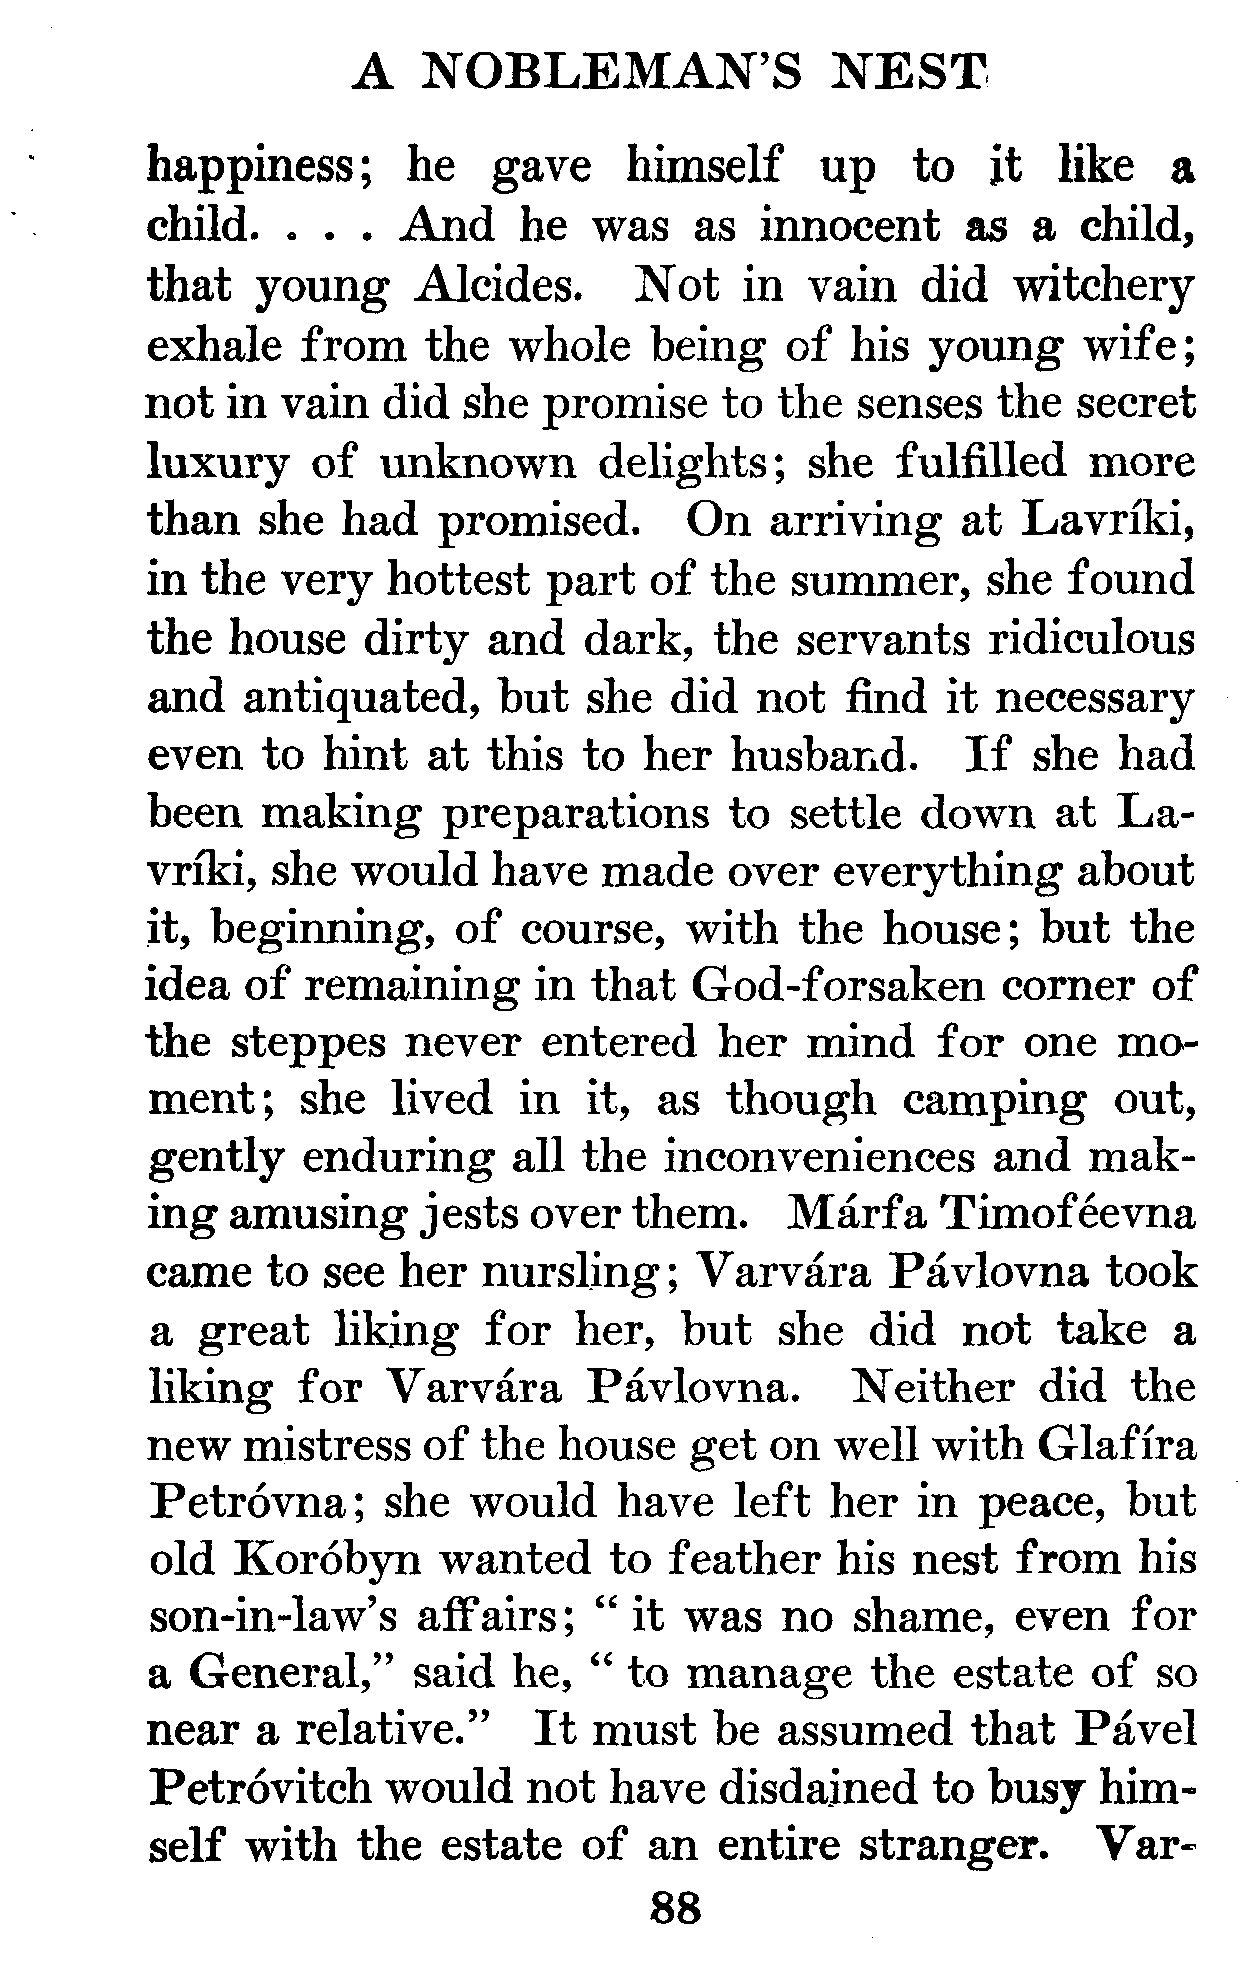 A NOBLEMAN'S NEST
happiness; he gave himself up to it like a
child. . . . And he was as innocent as a child,
that young Alcides. Not in vain did witchery
exhale from the whole being of his young wife;
not in vain did she promise to the senses the secret
luxury of unknown delights; she fulfilled more
than she had promised. On arriving at Lavríki,
in the very hottest part of the summer, she found
the house dirty and dark, the servants ridiculous
and antiquated, but she did not find it necessary
even to hint at this to her husband. If she had
been making preparations to settle down at La-
vríki, she would have made over everything about
it, beginning, of course, with the house; but the
idea of remaining in that God-forsaken corner of
the steppes never entered her mind for one mo-
ment; she lived in it, as though camping out,
gently enduring all the inconveniences and mak-
ing amusing jests over them. Márfa Timoféevna
came to see her nursling; Varvára Pávlovna took
a great liking for her, but she did not take a
liking for Varvára Pávlovna. Neither did the
new mistress of the house get on well with Glafíra
Petróvna; she would have left her in peace, but
old Koróbyn wanted to feather his nest from his
son-in-law's affairs; “ it was no shame, even for
a General,” said he, “ to manage the estate of so
near a relative.” It must be assumed that Pável
Petróvitch would not have disdained to busy him-
self with the estate of an entire stranger. Var-
88